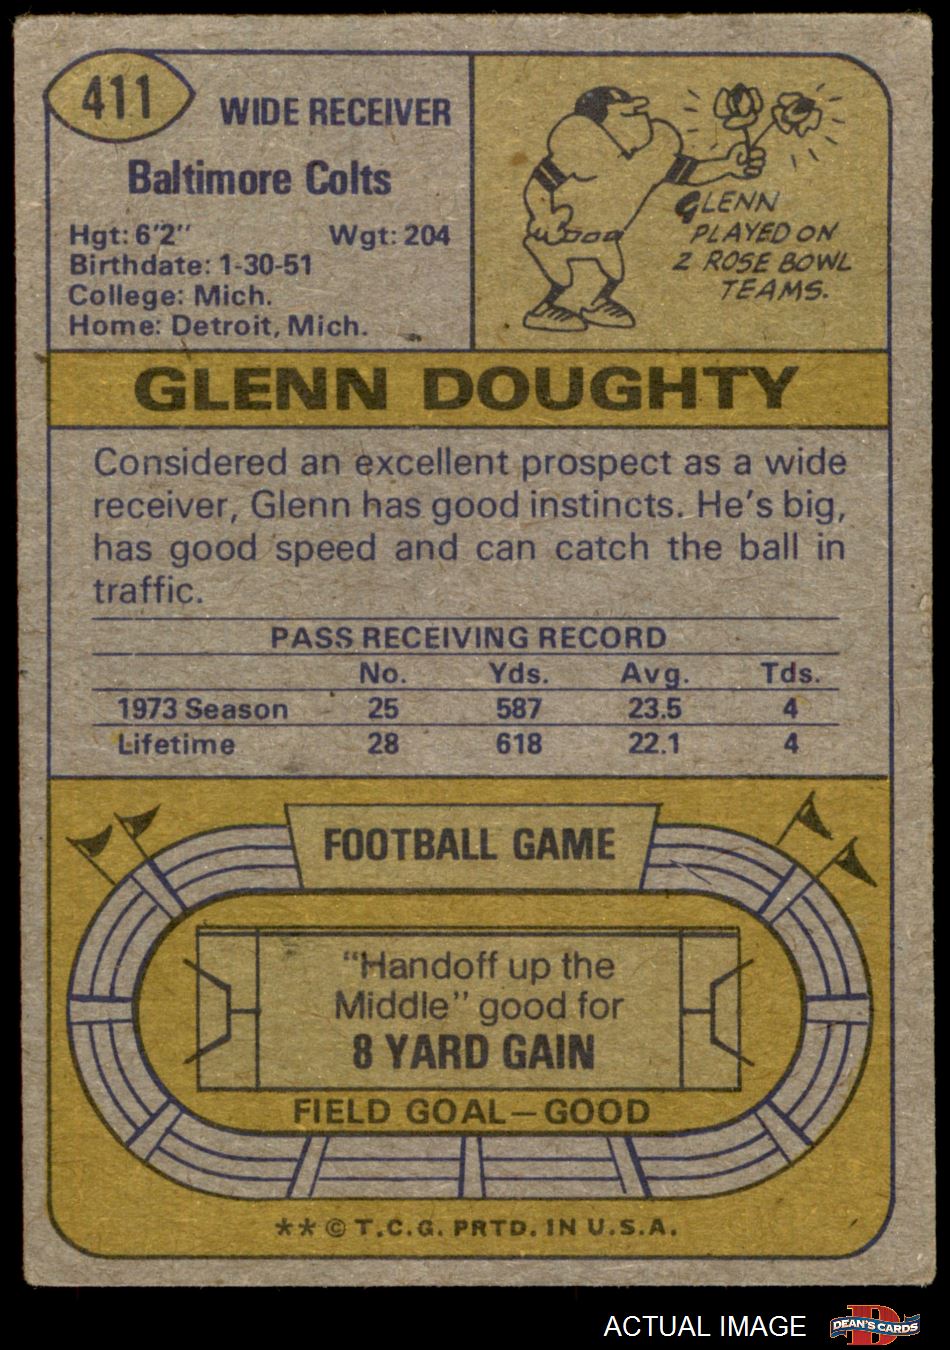 411
WIDE RECEIVER
Baltimore Colts
Hgt: 6'2" Wgt: 204
Birthdate: 1-30-51
College: Mich.
Home: Detroit, Mich.
GLENN
PLAYED ON
2 ROSE BOWL
TEAMS.
GLENN DOUGHTY
Considered an excellent prospect as a wide
receiver, Glenn has good instincts. He's big,
has good speed and can catch the ball in
traffic.
PASS RECEIVING RECORD
No. Yds. Avg. Tds.
1973 Season 25 587 23.5 4
Lifetime 28 618 22.1 4
FOOTBALL GAME
"Handoff up the
Middle" good for
8 YARD GAIN
FIELD GOAL—GOOD
**© T.C.G. PRTD. IN U.S.A.
ACTUAL IMAGE
D
DEAN'S CARDS